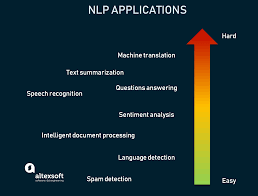 NLP APPLICATIONS
Hard
Machine translation
Text summarization
Questions answering
Speech recognition
Sentiment analysis
Intelligent document processing
Language detection
altexsoft
Spam detection
Easy